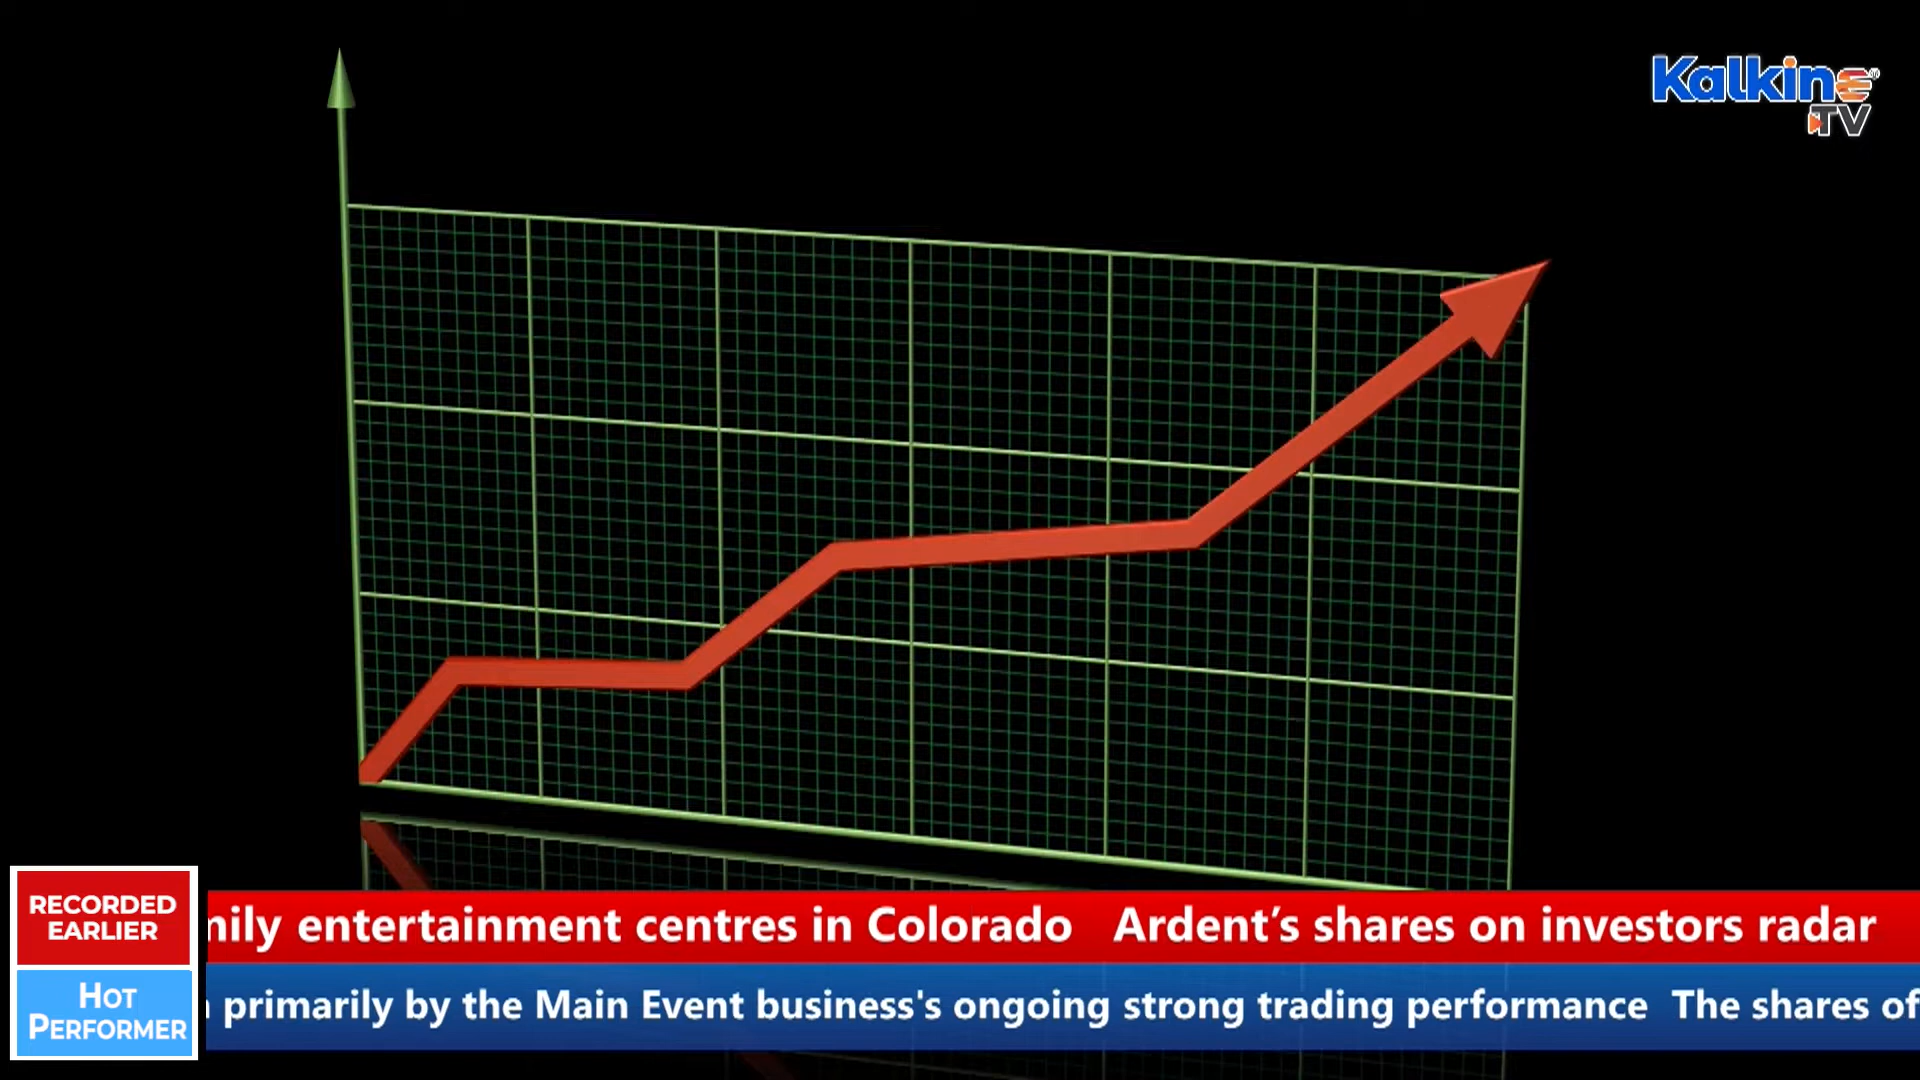 Kalkine
TV
RECORDED
EARLIER
entertainment centres in Colorado Ardent’s shares on investors radar
HOT
PERFORMER
primarily by the Main Event business's ongoing strong trading performance The shares of